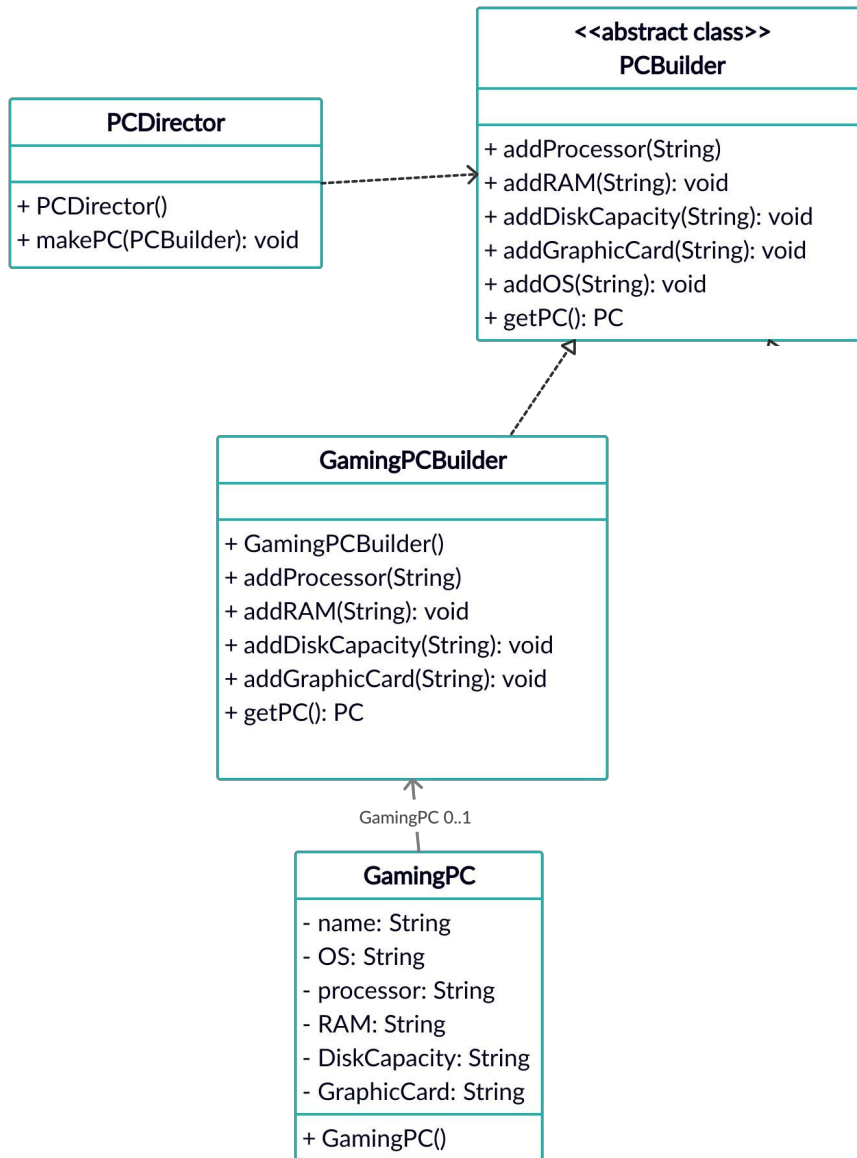 <<abstract class>>
PCBuilder
+ addProcessor(String)
+ addRAM(String): void
+ addDiskCapacity(String): void
+ addGraphicCard(String): void
+ addOS(String): void
+ getPC(): PC
PCDirector
+ PCDirector()
+ makePC(PCBuilder): void
GamingPCBuilder
+ GamingPCBuilder()
+ addProcessor(String)
+ addRAM(String): void
+ addDiskCapacity(String): void
+ addGraphicCard(String): void
+ getPC(): PC
GamingPC 0..1
GamingPC
- name: String
- OS: String
- processor: String
- RAM: String
- DiskCapacity: String
- GraphicCard: String
+ GamingPC()